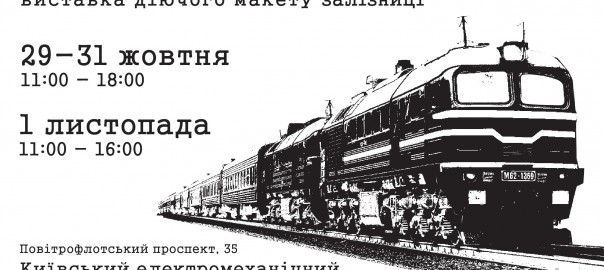 виставка діючого макету залізниці
29–31 жовтня
11:00 – 18:00
1 листопада
11:00 – 16:00
М62-1369
Повітрофлотський проспект, 35
Київський електромеханічний